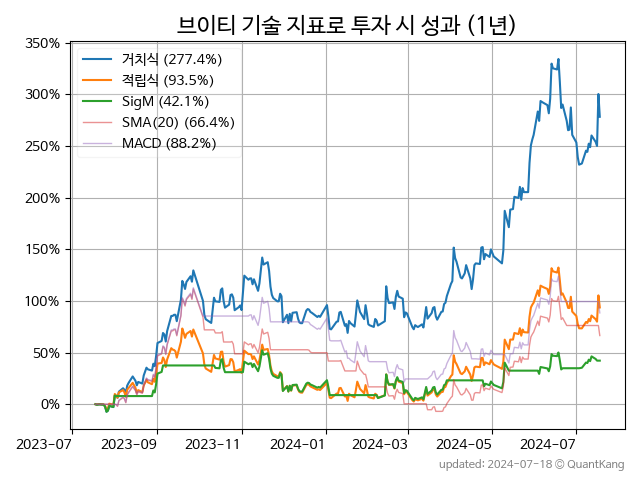 브이티 기술 지표로 투자 시 성과 (1년)
350%
300%
250%
200%
150%
100%
50%
0%
거치식 (277.4%)
적립식 (93.5%)
SigM (42.1%)
SMA(20) (66.4%)
MACD (88.2%)
2023-07
2023-09
2023-11
2024-01
2024-03
2024-05
2024-07
updated: 2024-07-18 © QuantKang